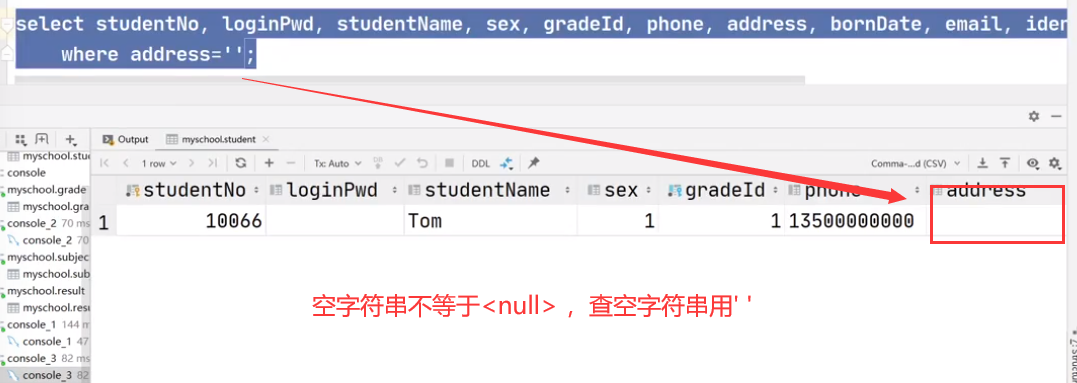 select studentNo, loginPwd, studentName, sex, gradeId, phone, address, bornDate, email, iden
where address='';
Output myschool.student
1 row Tx: Auto DDL Comma-...d (CSV)
myschool.stu
console
myschool.grade
myschool.gra
console_2 70 ms
console_2 70
myschool.subjec
myschool.sub
myschool.result
myschool.resu
console_1 144 m
console_1 47
console_3 82 ms
console_3 82
studentNo loginPwd studentName sex gradeId phone address
1 10066 Tom 1 1 13500000000
空字符串不等于<null> ，查空字符串用' '